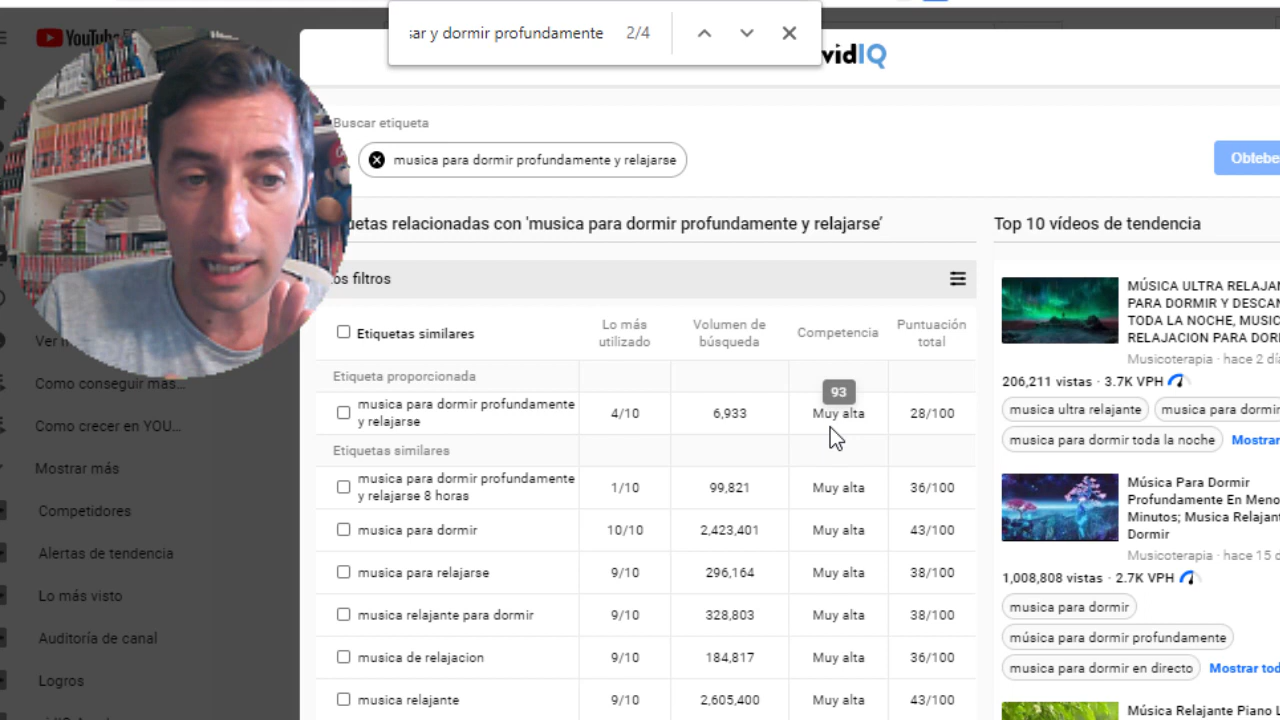 sar y dormir profundamente 2/4
YouTube
vidIQ
Buscar etiqueta
musica para dormir profundamente y relajarse
uetas relacionadas con 'musica para dormir profundamente y relajarse'
os filtros
Etiquetas similares
Lo más utilizado
Volumen de búsqueda
Competencia
Puntuación total
Etiqueta proporcionada
93
musica para dormir profundamente y relajarse 4/10 6,933 Muy alta 28/100
Etiquetas similares
musica para dormir profundamente y relajarse 8 horas 1/10 99,821 Muy alta 36/100
musica para dormir 10/10 2,423,401 Muy alta 43/100
musica para relajarse 9/10 296,164 Muy alta 38/100
musica relajante para dormir 9/10 328,803 Muy alta 38/100
musica de relajacion 9/10 184,817 Muy alta 36/100
musica relajante 9/10 2,605,400 Muy alta 43/100
Obtebe
Top 10 vídeos de tendencia
MÚSICA ULTRA RELAJAN
PARA DORMIR Y DESCAN
TODA LA NOCHE, MUSIC
RELAJACION PARA DOR
Musicoterapia · hace 2 dí
206,211 vistas · 3.7K VPH
musica ultra relajante
musica para dormir
musica para dormir toda la noche
Mostrar
Música Para Dormir
Profundamente En Meno
Minutos; Musica Relajant
Dormir
Musicoterapia · hace 15 d
1,008,808 vistas · 2.7K VPH
musica para dormir
música para dormir profundamente
musica para dormir en directo
Mostrar tod
Música Relajante Piano L
Como conseguir mas...
Como crecer en YOU...
Mostrar más
Competidores
Alertas de tendencia
Lo más visto
Auditoría de canal
Logros